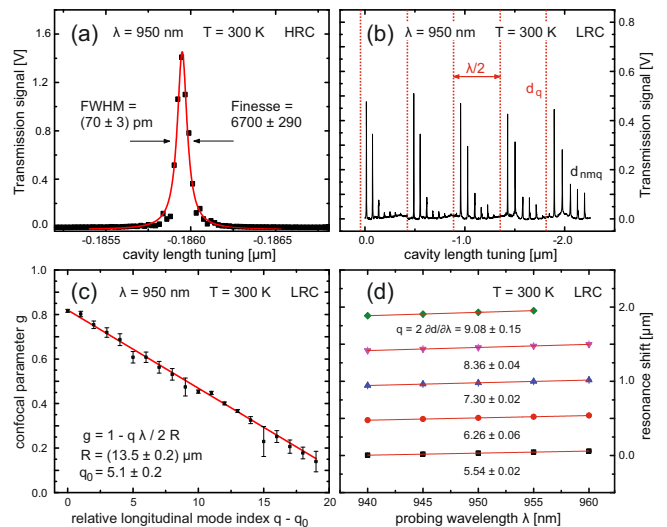 (a) λ = 950 nm T = 300 K HRC
FWHM =
(70 ± 3) pm
Finesse =
6700 ± 290
Transmission signal [V]
1.6
1.2
0.8
0.4
0.0
-0.1855 -0.1860 -0.1865
cavity length tuning [μm]
(b) λ = 950 nm T = 300 K LRC
λ/2
d_q
d_nmq
Transmission signal [V]
0.8
0.6
0.4
0.2
0.0
0.0 -1.0 -2.0
cavity length tuning [μm]
(c) λ = 950 nm T = 300 K LRC
g = 1 - q λ / 2 R
R = (13.5 ± 0.2) μm
q_0 = 5.1 ± 0.2
confocal parameter g
1.0
0.8
0.6
0.4
0.2
0.0
0 5 10 15 20
relative longitudinal mode index q - q_0
(d) T = 300 K LRC
q = 2 ∂d/∂λ = 9.08 ± 0.15
8.36 ± 0.04
7.30 ± 0.02
6.26 ± 0.06
5.54 ± 0.02
resonance shift [μm]
2.0
1.0
0.0
940 945 950 955 960
probing wavelength λ [nm]